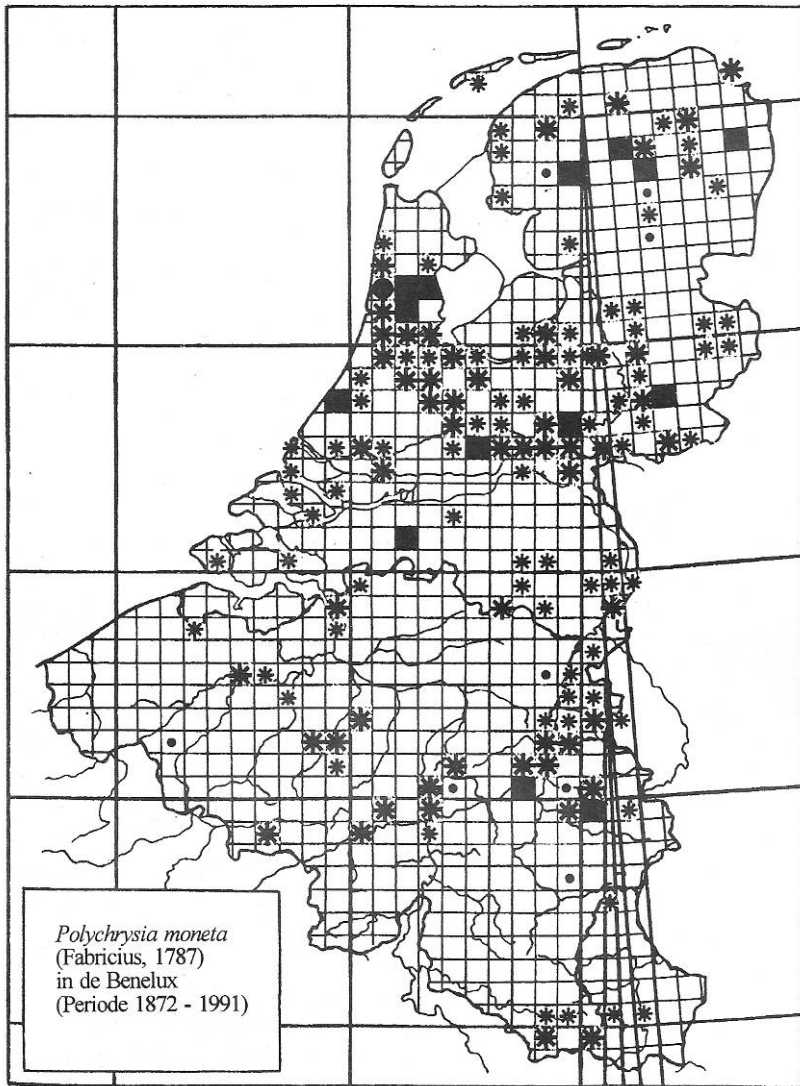 Polychrysia moneta
(Fabricius, 1787)
in de Benelux
(Periode 1872 - 1991)